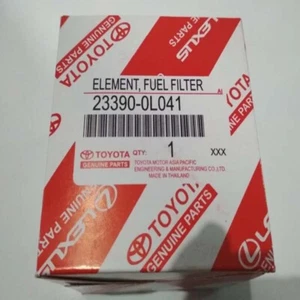 TOYOTA
GENUINE PARTS
LEXUS
ELEMENT, FUEL FILTER
AI
23390-0L041
TOYOTA
GENUINE PARTS
QTY:
1
XXX
TOYOTA MOTOR ASIA PACIFIC
ENGINEERING & MANUFACTURING CO.,LTD.
MADE IN THAILAND
LEXUS
TOYOTA
GENUINE PARTS